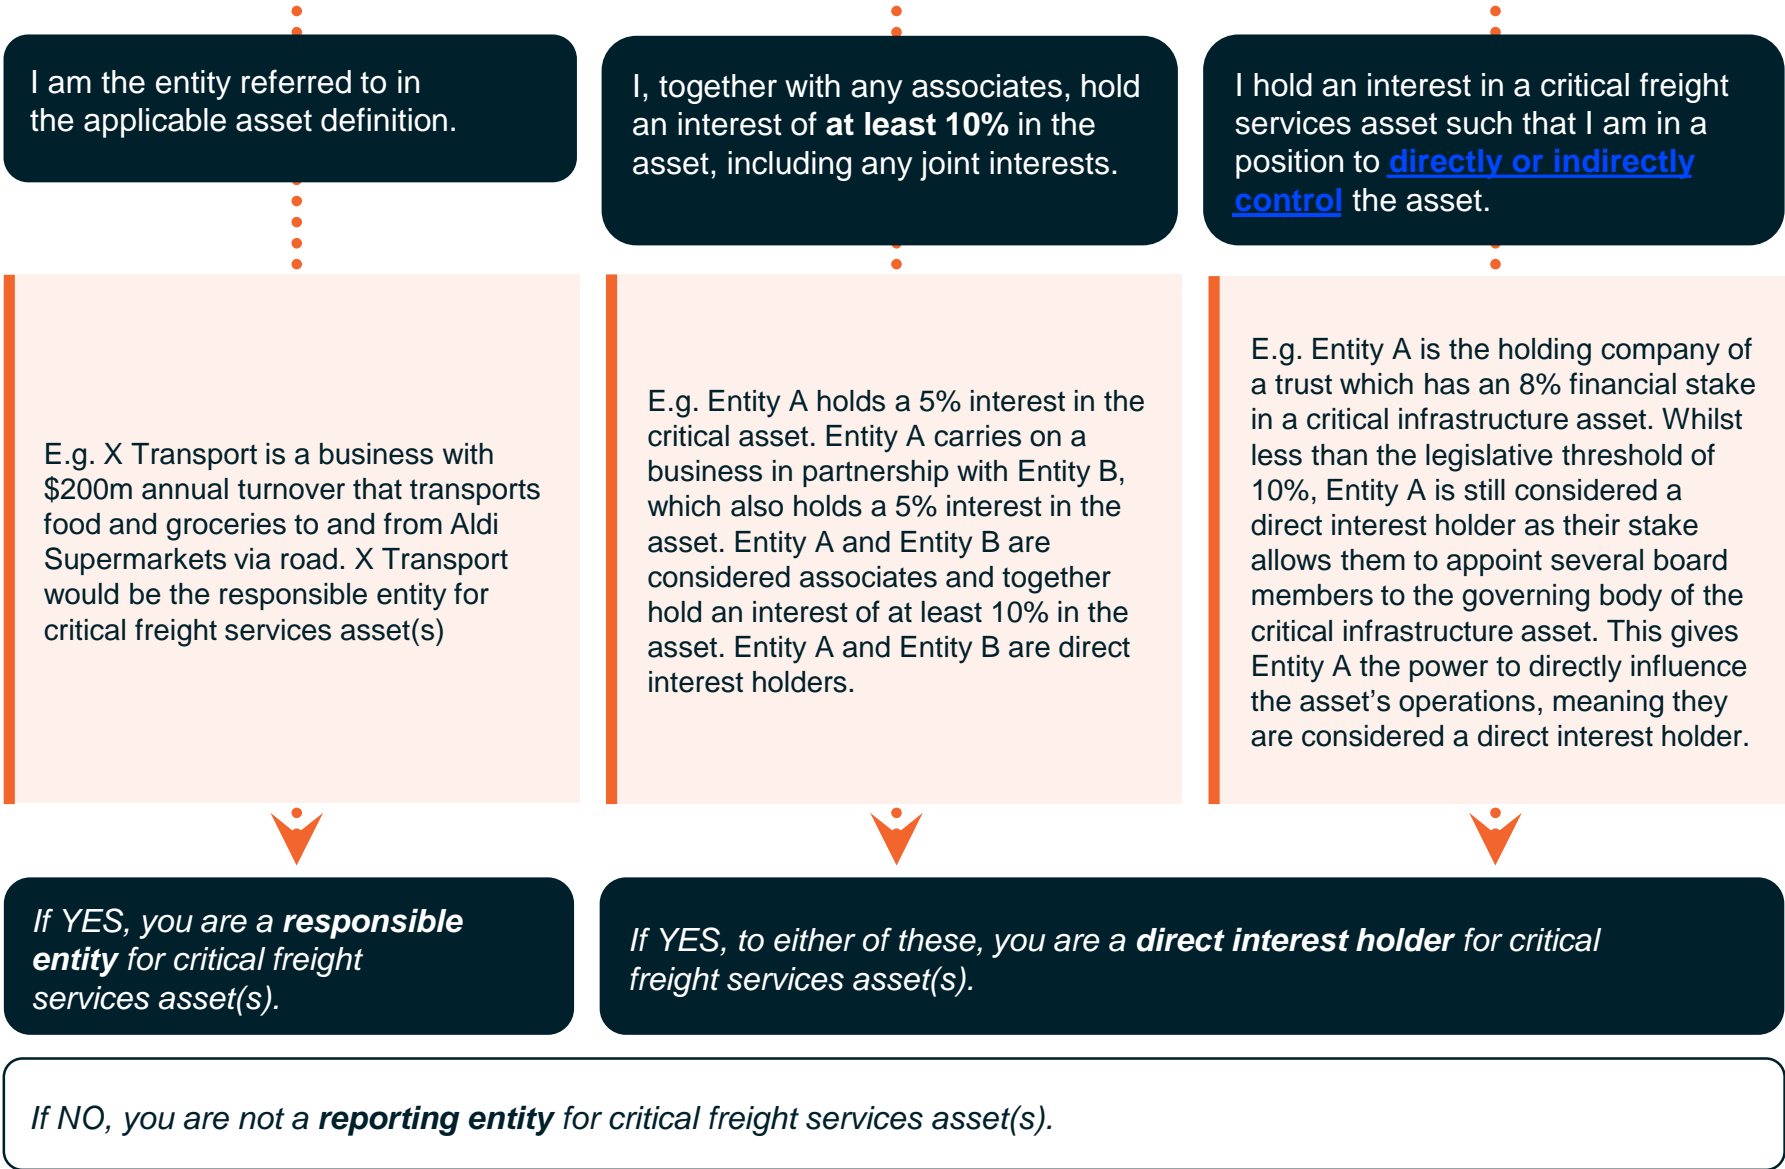 I am the entity referred to in
the applicable asset definition.
I, together with any associates, hold
an interest of at least 10% in the
asset, including any joint interests.
I hold an interest in a critical freight
services asset such that I am in a
position to directly or indirectly
control the asset.
E.g. X Transport is a business with
$200m annual turnover that transports
food and groceries to and from Aldi
Supermarkets via road. X Transport
would be the responsible entity for
critical freight services asset(s)
E.g. Entity A holds a 5% interest in the
critical asset. Entity A carries on a
business in partnership with Entity B,
which also holds a 5% interest in the
asset. Entity A and Entity B are
considered associates and together
hold an interest of at least 10% in the
asset. Entity A and Entity B are direct
interest holders.
E.g. Entity A is the holding company of
a trust which has an 8% financial stake
in a critical infrastructure asset. Whilst
less than the legislative threshold of
10%, Entity A is still considered a
direct interest holder as their stake
allows them to appoint several board
members to the governing body of the
critical infrastructure asset. This gives
Entity A the power to directly influence
the asset's operations, meaning they
are considered a direct interest holder.
If YES, you are a responsible
entity for critical freight
services asset(s).
If YES, to either of these, you are a direct interest holder for critical
freight services asset(s).
If NO, you are not a reporting entity for critical freight services asset(s).